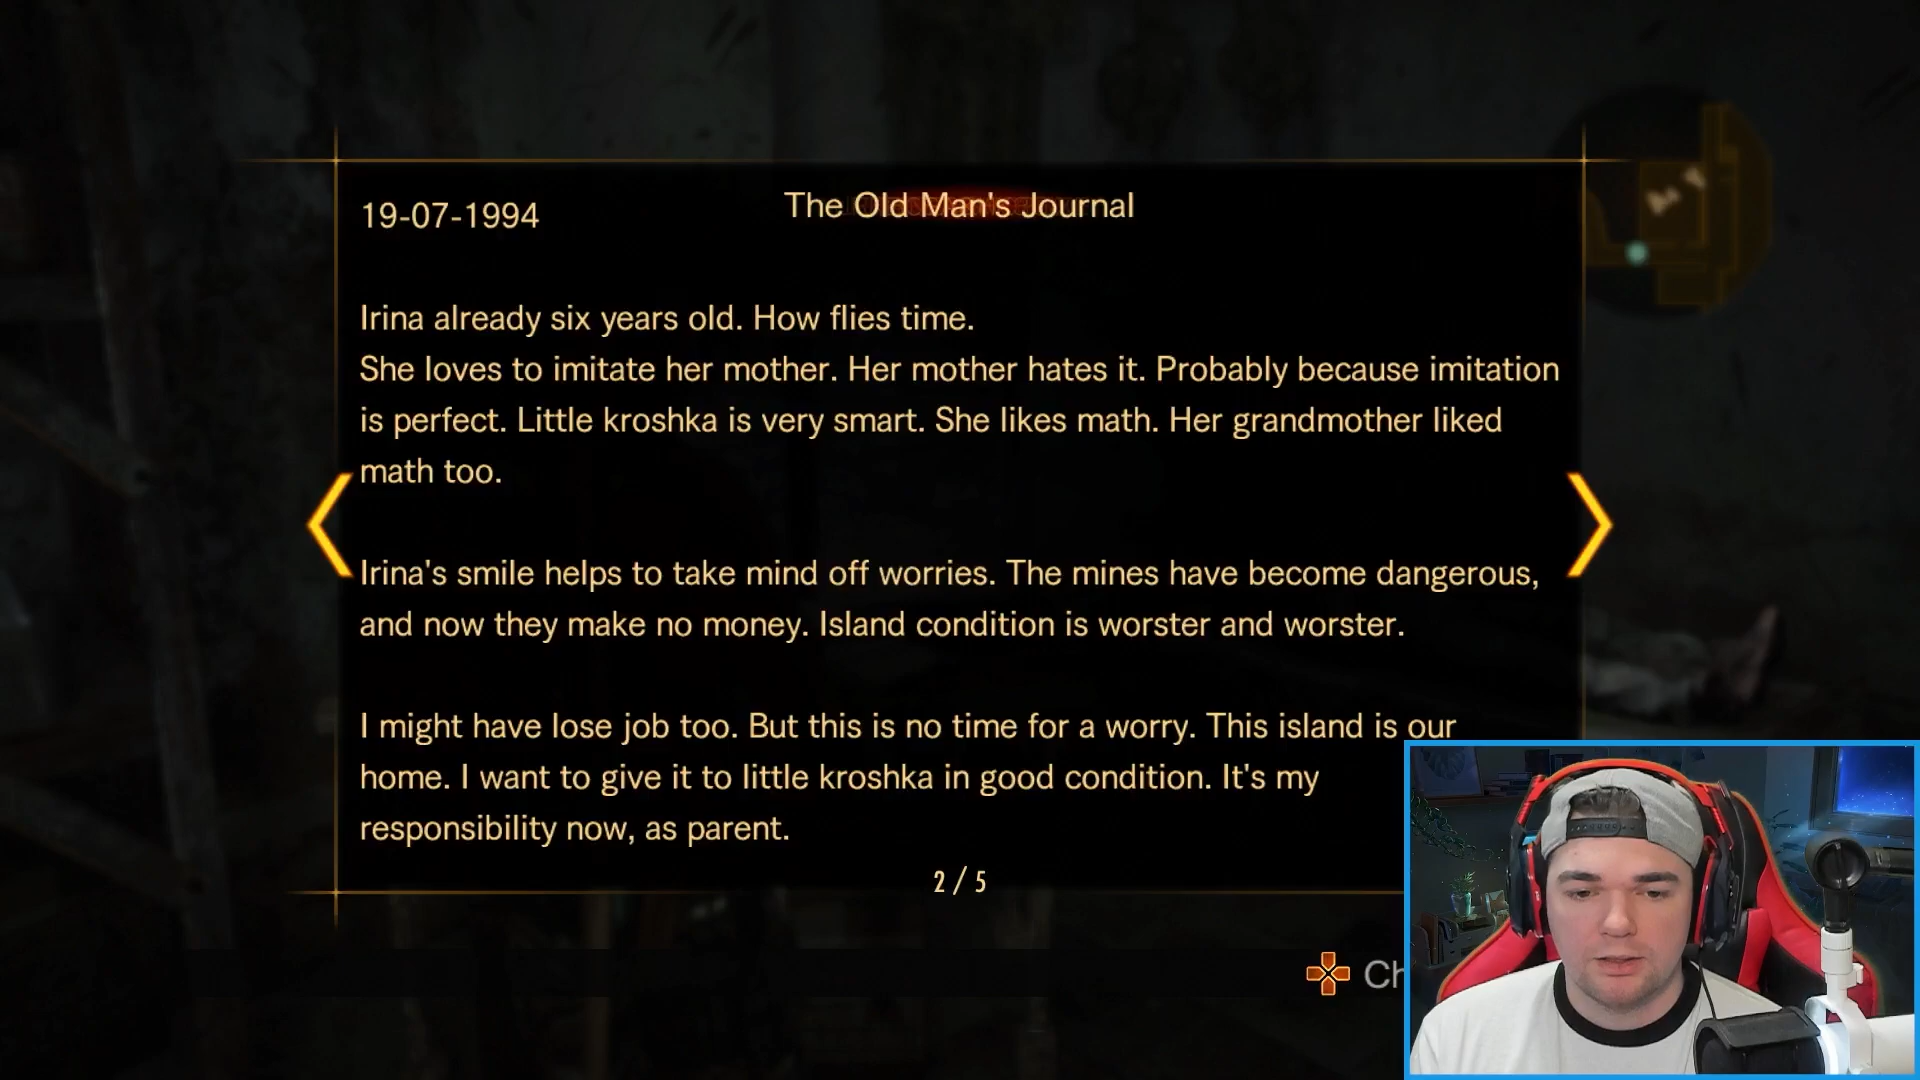 The Old Man's Journal
19-07-1994
Irina already six years old. How flies time.
She loves to imitate her mother. Her mother hates it. Probably because imitation
is perfect. Little kroshka is very smart. She likes math. Her grandmother liked
math too.
Irina's smile helps to take mind off worries. The mines have become dangerous,
and now they make no money. Island condition is worster and worster.
I might have lose job too. But this is no time for a worry. This island is our
home. I want to give it to little kroshka in good condition. It's my
responsibility now, as parent.
2 / 5